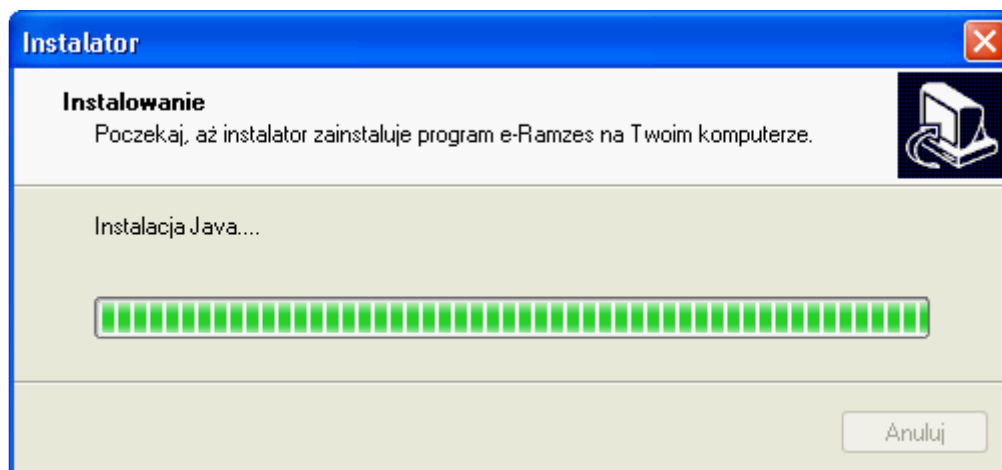 Instalator
Instalowanie
Poczekaj, aż instalator zainstaluje program e-Ramzes na Twoim komputerze.
Instalacja Java....
Anuluj